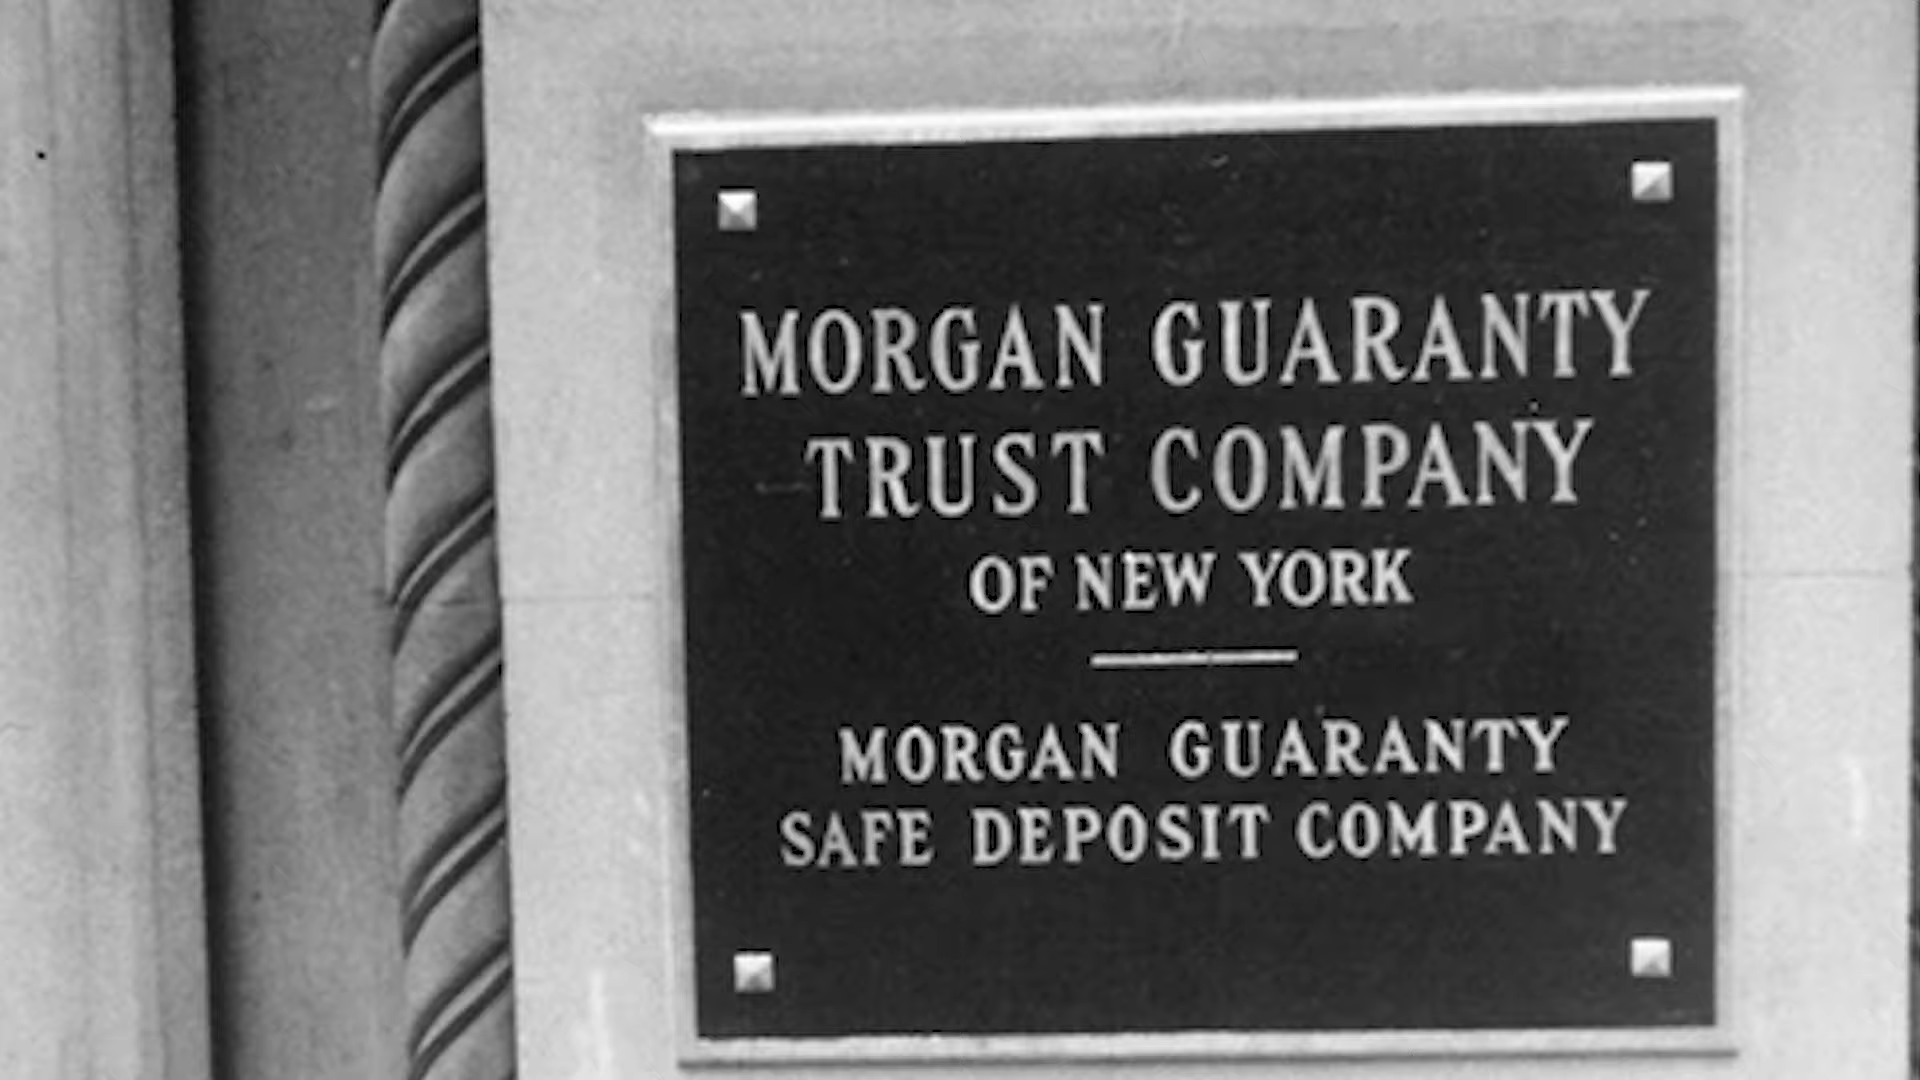 MORGAN GUARANTY
TRUST COMPANY
OF NEW YORK
MORGAN GUARANTY
SAFE DEPOSIT COMPANY